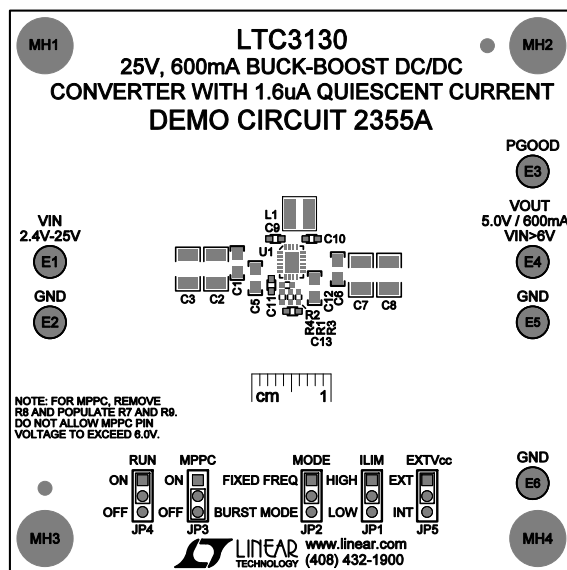 MH1
LTC3130
MH2
25V, 600mA BUCK-BOOST DC/DC
CONVERTER WITH 1.6uA QUIESCENT CURRENT
DEMO CIRCUIT 2355A
PGOOD
E3
L1
C9
C10
U1
VIN
2.4V-25V
E1
VOUT
5.0V / 600mA
VIN>6V
E4
GND
E2
GND
E5
C3
C2
C1
C5
C11
R4
R2
R1
R3
C13
C12
C6
C7
C8
cm 1
NOTE: FOR MPPC, REMOVE
R8 AND POPULATE R7 AND R9.
DO NOT ALLOW MPPC PIN
VOLTAGE TO EXCEED 6.0V.
GND
E6
RUN
MPPC
MODE
ILIM
EXTVcc
ON
ON
FIXED FREQ
HIGH
EXT
OFF
OFF
BURST MODE
LOW
INT
JP4
JP3
JP2
JP1
JP5
MH3
LINEAR
TECHNOLOGY
www.linear.com
(408) 432-1900
MH4